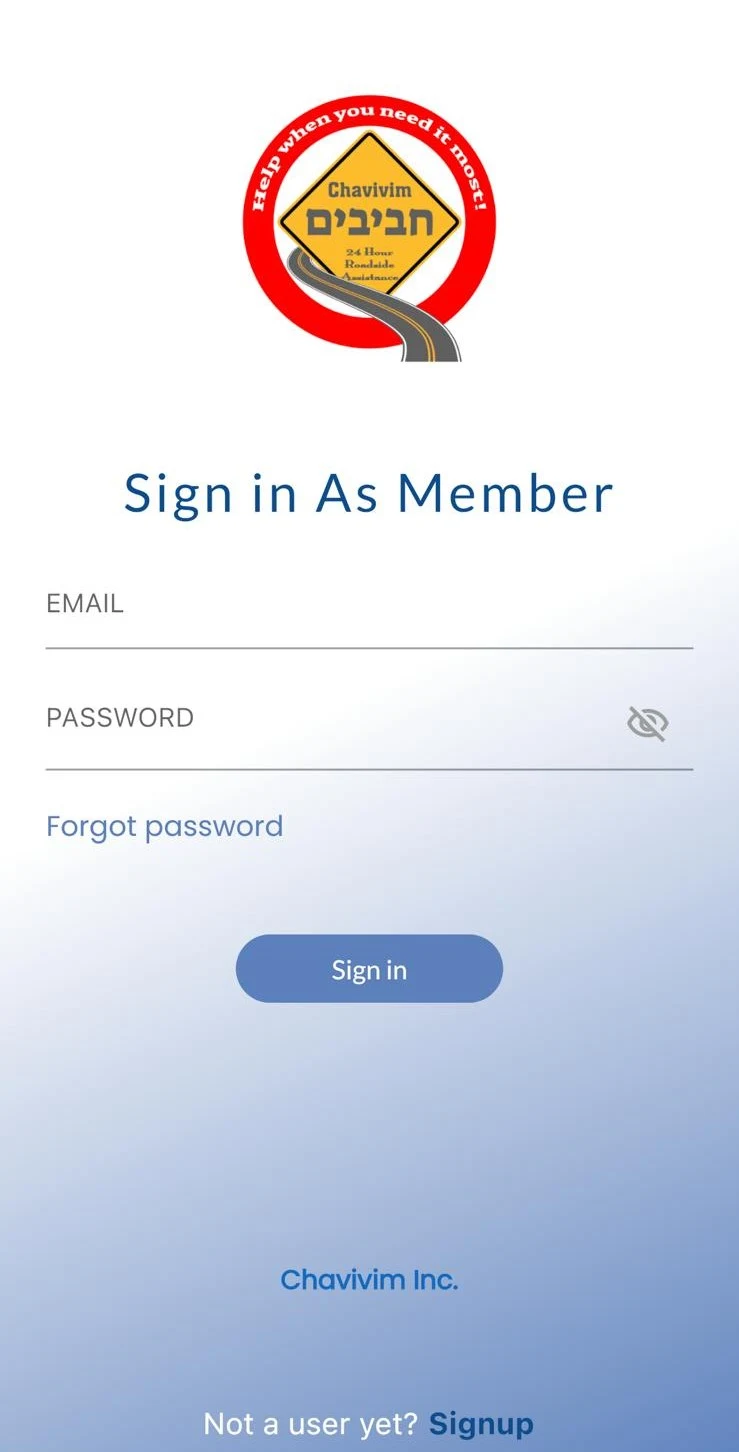 Help when you need it most!
Chavivim
חביבים
24 Hour
Roadside
Assistance
Sign in As Member
EMAIL
PASSWORD
Forgot password
Sign in
Chavivim Inc.
Not a user yet? Signup